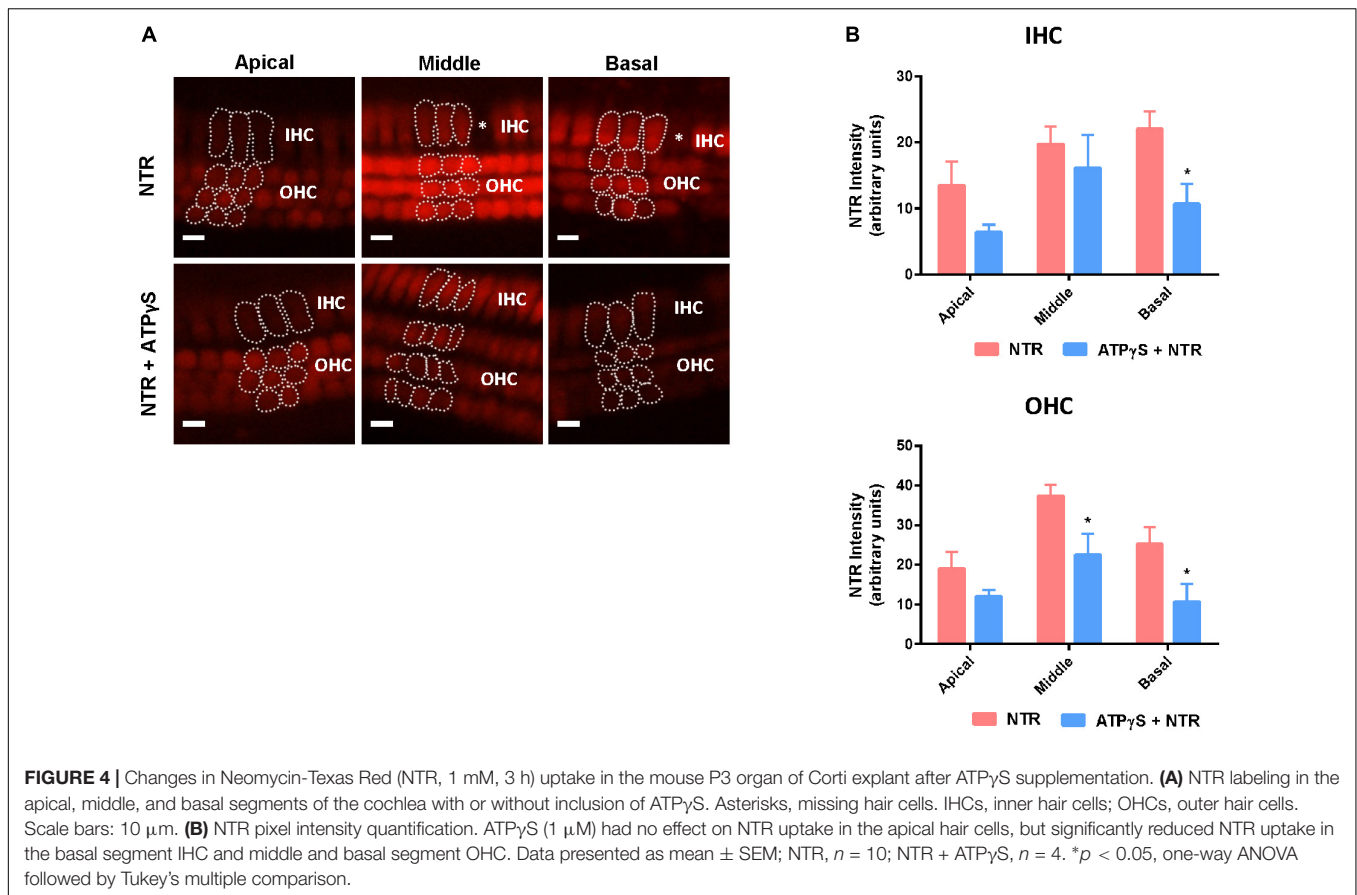 A
Apical Middle Basal
NTR
* IHC
OHC
IHC
OHC
* IHC
OHC
NTR + ATPγS
IHC
OHC
IHC
OHC
IHC
OHC
B
IHC
NTR Intensity
(arbitrary units)
30
20
10
0
*
Apical Middle Basal
NTR ATPγS + NTR
OHC
NTR Intensity
(arbitrary units)
50
40
30
20
10
0
* *
Apical Middle Basal
NTR ATPγS + NTR
FIGURE 4 | Changes in Neomycin-Texas Red (NTR, 1 mM, 3 h) uptake in the mouse P3 organ of Corti explant after ATPγS supplementation. (A) NTR labeling in the
apical, middle, and basal segments of the cochlea with or without inclusion of ATPγS. Asterisks, missing hair cells. IHCs, inner hair cells; OHCs, outer hair cells.
Scale bars: 10 μm. (B) NTR pixel intensity quantification. ATPγS (1 μM) had no effect on NTR uptake in the apical hair cells, but significantly reduced NTR uptake in
the basal segment IHC and middle and basal segment OHC. Data presented as mean ± SEM; NTR, n = 10; NTR + ATPγS, n = 4. *p < 0.05, one-way ANOVA
followed by Tukey's multiple comparison.